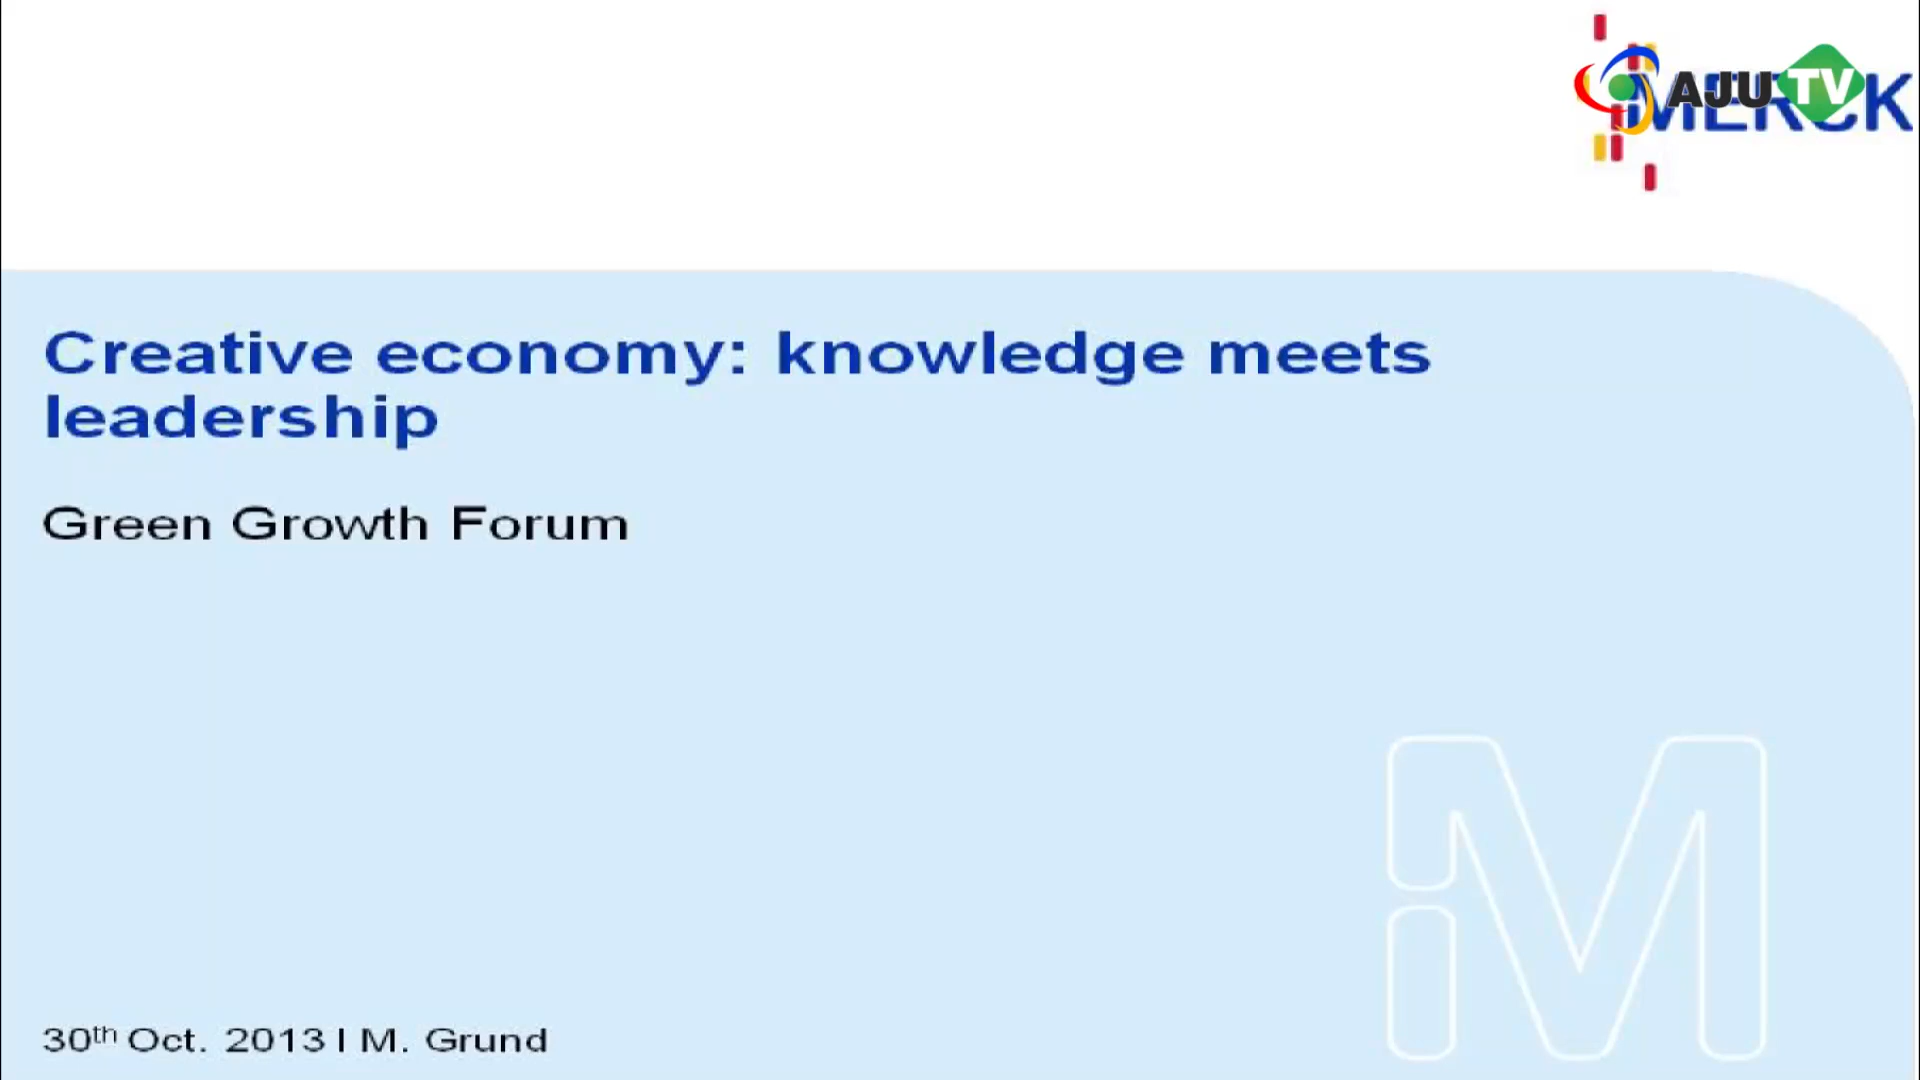 MERCK
AJU TV
Creative economy: knowledge meets
leadership
Green Growth Forum
M
30th Oct. 2013 | M. Grund